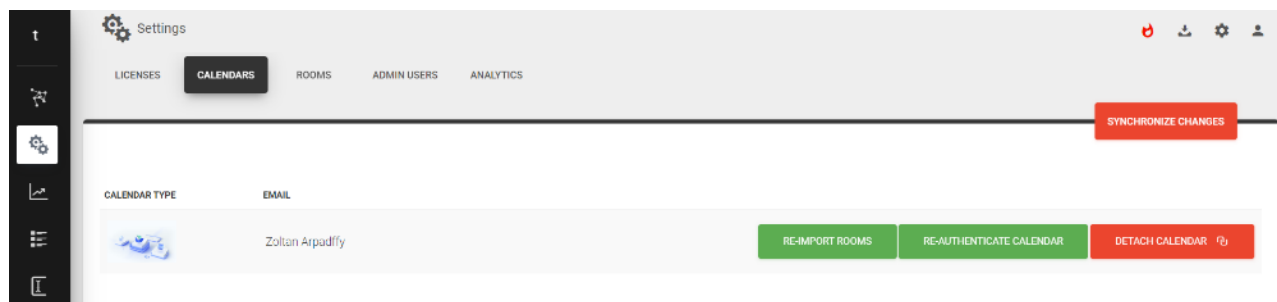 t
Settings
LICENSES CALENDARS ROOMS ADMIN USERS ANALYTICS
SYNCHRONIZE CHANGES
CALENDAR TYPE EMAIL
Zoltan Arpadffy RE-IMPORT ROOMS RE-AUTHENTICATE CALENDAR DETACH CALENDAR